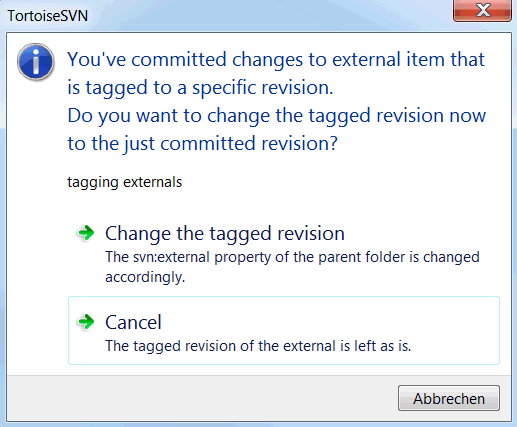 TortoiseSVN
You've committed changes to external item that
is tagged to a specific revision.
Do you want to change the tagged revision now
to the just committed revision?
tagging externals
Change the tagged revision
The svn:external property of the parent folder is changed
accordingly.
Cancel
The tagged revision of the external is left as is.
Abbrechen